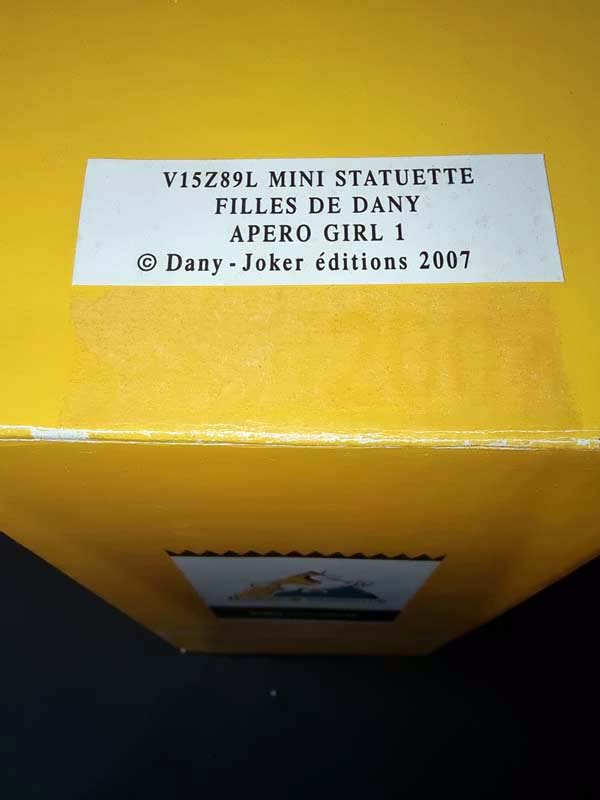 V15Z89L MINI STATUETTE
FILLES DE DANY
APERO GIRL 1
© Dany - Joker éditions 2007